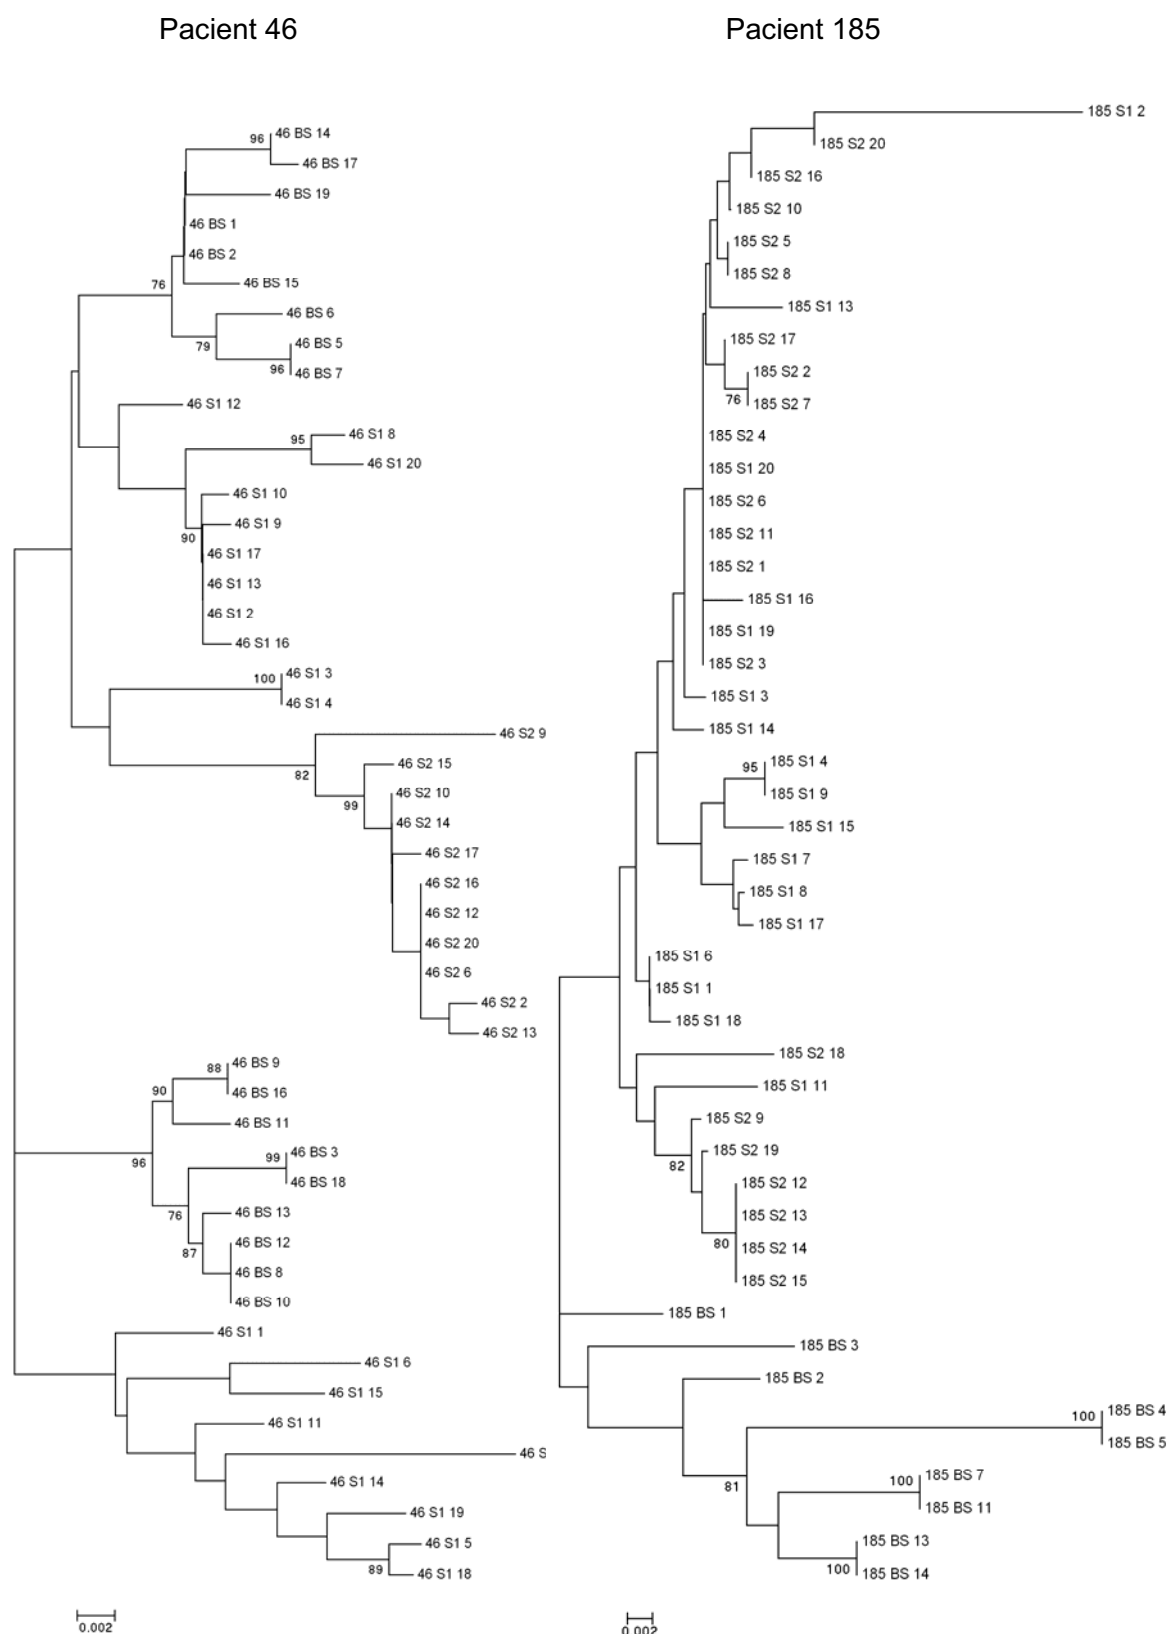 Pacient 46
96
46 BS 14
46 BS 17
46 BS 19
46 BS 1
46 BS 2
76
46 BS 15
46 BS 6
79
46 BS 5
96
46 BS 7
46 S1 12
95
46 S1 8
46 S1 20
46 S1 10
46 S1 9
90
46 S1 17
46 S1 13
46 S1 2
46 S1 16
100
46 S1 3
46 S1 4
46 S2 9
82
46 S2 15
46 S2 10
99
46 S2 14
46 S2 17
46 S2 16
46 S2 12
46 S2 20
46 S2 6
46 S2 2
46 S2 13
88
46 BS 9
90
46 BS 16
46 BS 11
96
99
46 BS 3
46 BS 18
76
46 BS 13
87
46 BS 12
46 BS 8
46 BS 10
46 S1 1
46 S1 6
46 S1 15
46 S1 11
46 S
46 S1 14
46 S1 19
46 S1 5
89
46 S1 18
0.002
Pacient 185
185 S1 2
185 S2 20
185 S2 16
185 S2 10
185 S2 5
185 S2 8
185 S1 13
185 S2 17
185 S2 2
76
185 S2 7
185 S2 4
185 S1 20
185 S2 6
185 S2 11
185 S2 1
185 S1 16
185 S1 19
185 S2 3
185 S1 3
185 S1 14
95
185 S1 4
185 S1 9
185 S1 15
185 S1 7
185 S1 8
185 S1 17
185 S1 6
185 S1 1
185 S1 18
185 S2 18
185 S1 11
185 S2 9
82
185 S2 19
185 S2 12
185 S2 13
80
185 S2 14
185 S2 15
185 BS 1
185 BS 3
185 BS 2
100
185 BS 4
185 BS 5
81
100
185 BS 7
185 BS 11
185 BS 13
100
185 BS 14
0.002